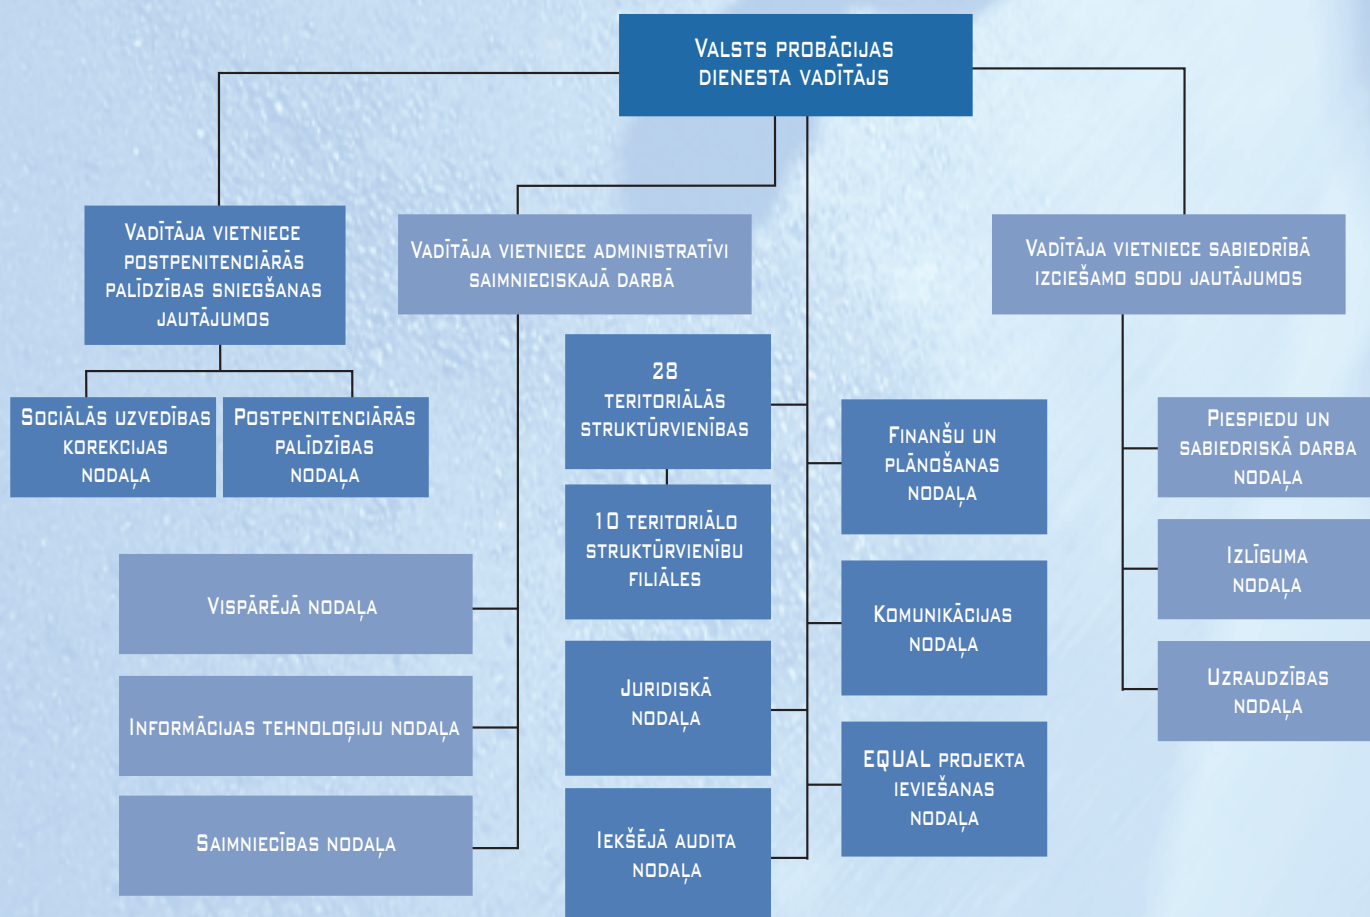 Valsts probācijas
dienesta vadītājs
Vadītāja vietniece
postpenitenciārās
palīdzības sniegšanas
jautājumos
Vadītāja vietniece administratīvi
saimnieciskajā darbā
Vadītāja vietniece sabiedrībā
izciešamo sodu jautājumos
Sociālās uzvedības
korekcijas
nodaļa
Postpenitenciārās
palīdzības
nodaļa
28
teritoriālās
struktūrvienības
10 teritoriālo
struktūrvienību
filiāles
Juridiskā
nodaļa
Iekšējā audita
nodaļa
Finanšu un
plānošanas
nodaļa
Komunikācijas
nodaļa
EQUAL projekta
ieviešanas
nodaļa
Piespiedu un
sabiedriskā darba
nodaļa
Izlīguma
nodaļa
Uzraudzības
nodaļa
Vispārējā nodaļa
Informācijas tehnoloģiju nodaļa
Saimniecības nodaļa